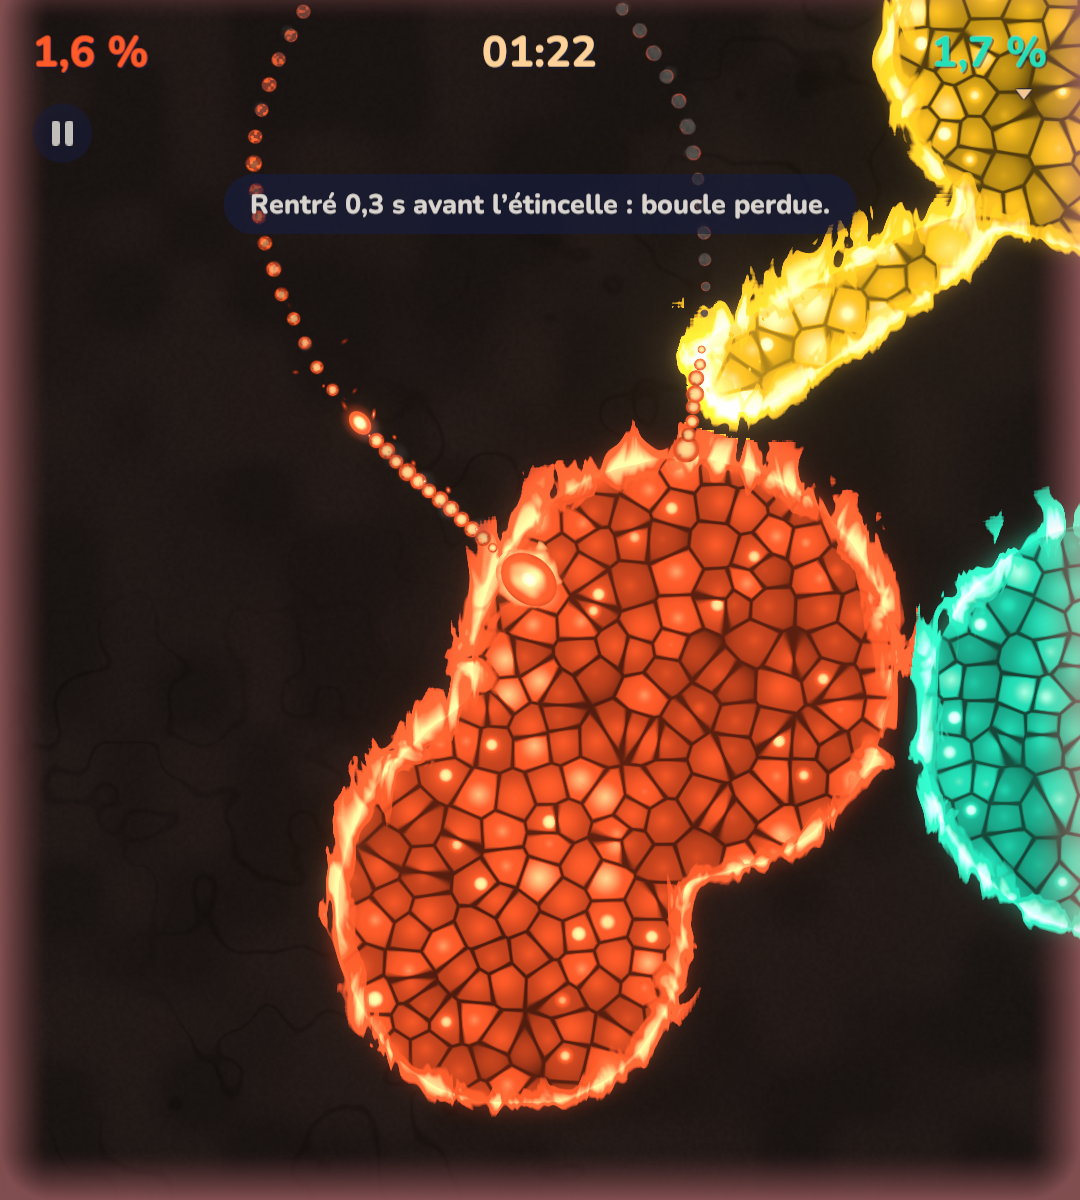 1,6 %
01:22
1,7 %
Rentré 0,3 s avant l’étincelle : boucle perdue.